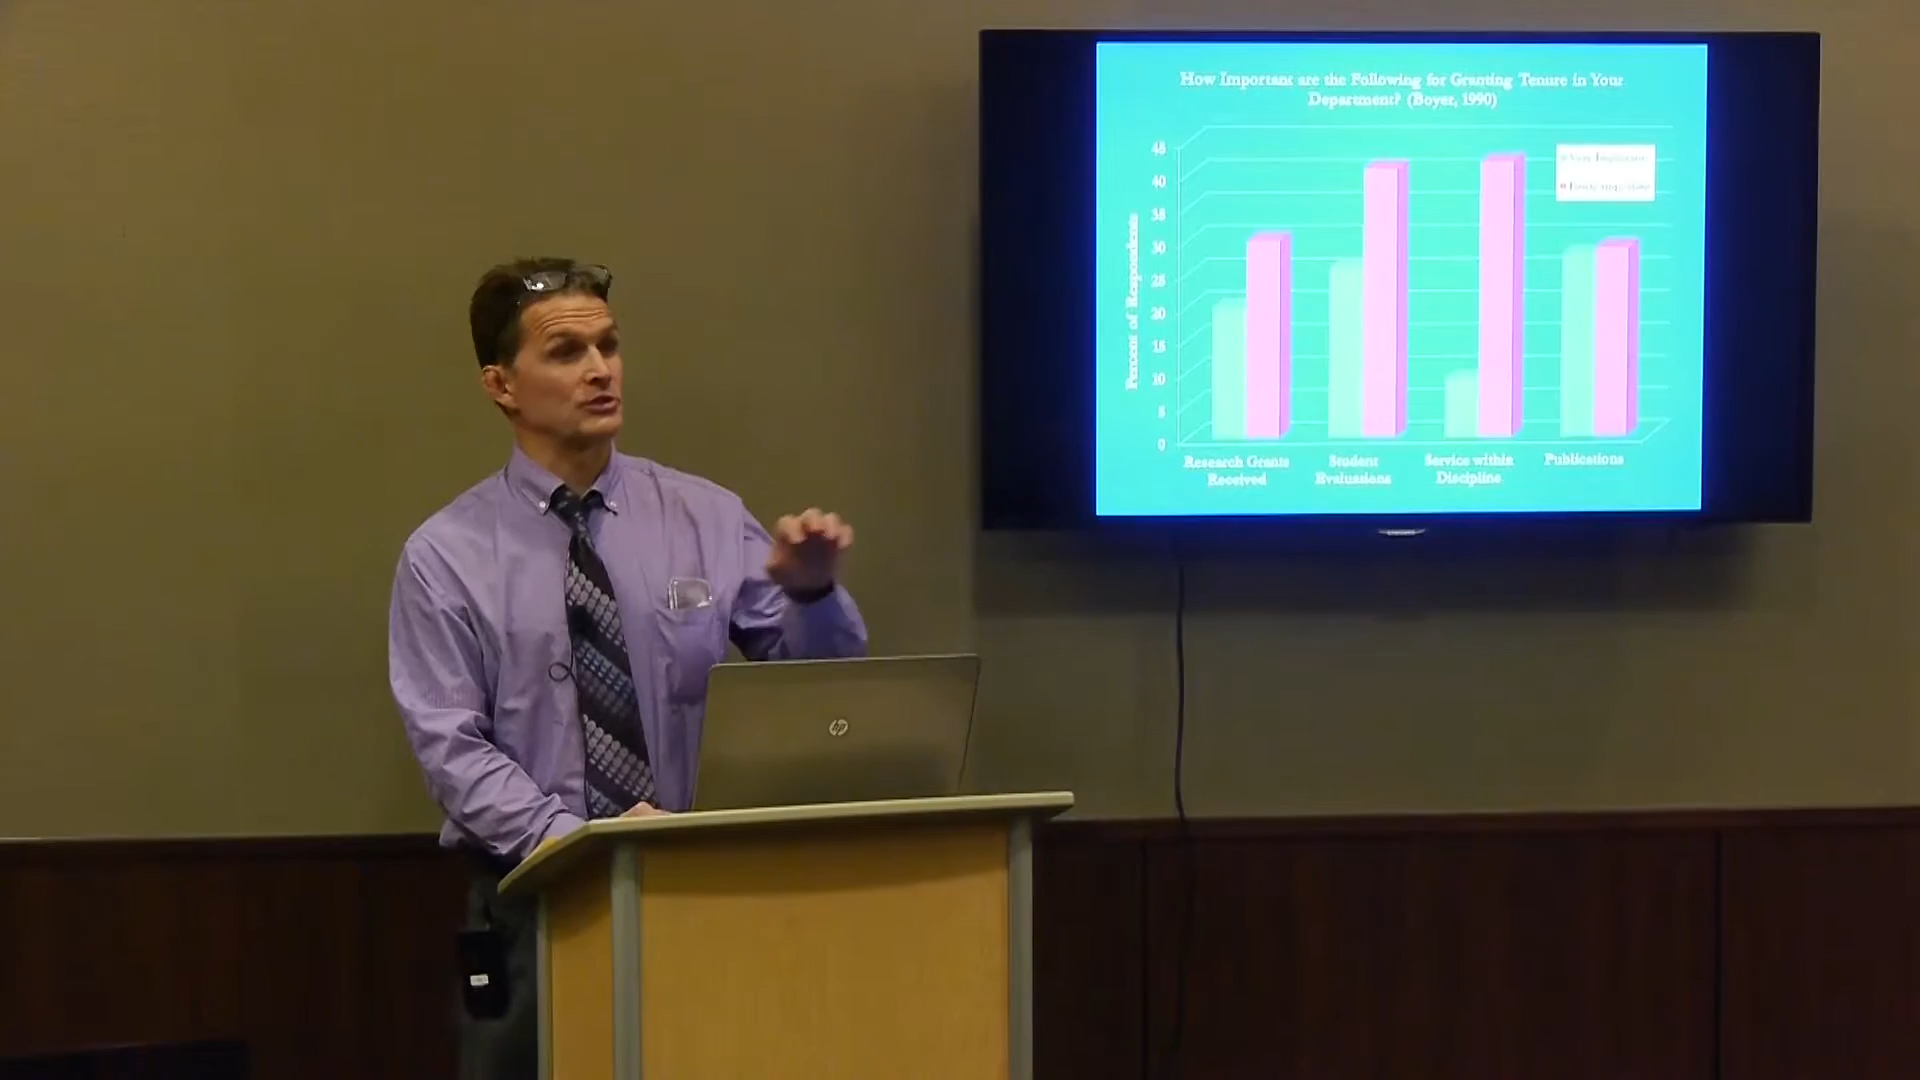 How Important are the Following for Granting Tenure in Your
Department? (Boyer, 1990)
45
40
35
30
25
20
15
10
5
0
Percent of Respondents
Research Grants
Received
Student
Evaluations
Service within
Discipline
Publications
hp